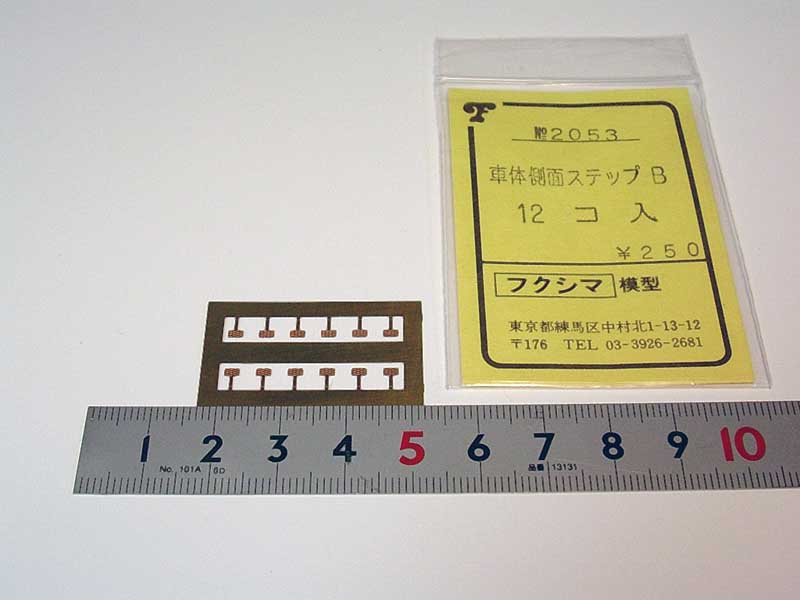 F
№2053
車体側面ステップ B
12 コ 入
¥250
フクシマ 模型
東京都練馬区中村北1-13-12
〒176 TEL 03-3926-2681
1 2 3 4 5 6 7 8 9 10
No. 101A 6D 品番 13131